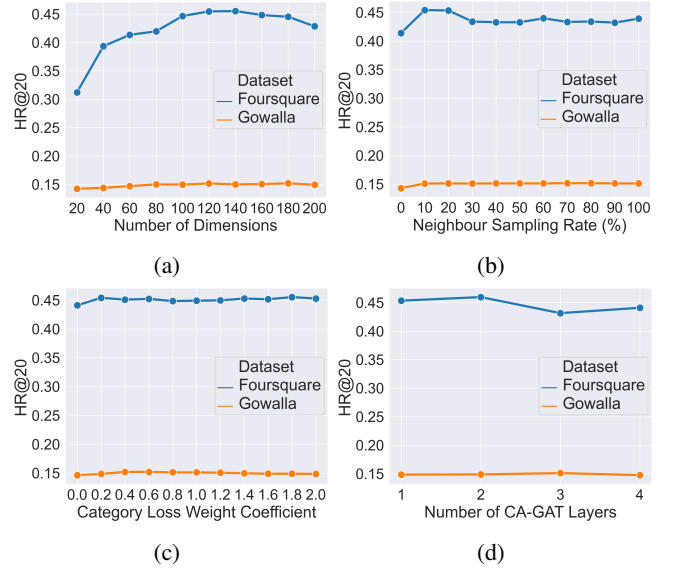 HR@20
0.45
0.40
0.35
0.30
0.25
0.20
0.15
Dataset
Foursquare
Gowalla
20 40 60 80 100 120 140 160 180 200
Number of Dimensions
(a)
HR@20
0.45
0.40
0.35
0.30
0.25
0.20
0.15
Dataset
Foursquare
Gowalla
0 10 20 30 40 50 60 70 80 90 100
Neighbour Sampling Rate (%)
(b)
HR@20
0.45
0.40
0.35
0.30
0.25
0.20
0.15
Dataset
Foursquare
Gowalla
0.0 0.2 0.4 0.6 0.8 1.0 1.2 1.4 1.6 1.8 2.0
Category Loss Weight Coefficient
(c)
HR@20
0.45
0.40
0.35
0.30
0.25
0.20
0.15
Dataset
Foursquare
Gowalla
1 2 3 4
Number of CA-GAT Layers
(d)